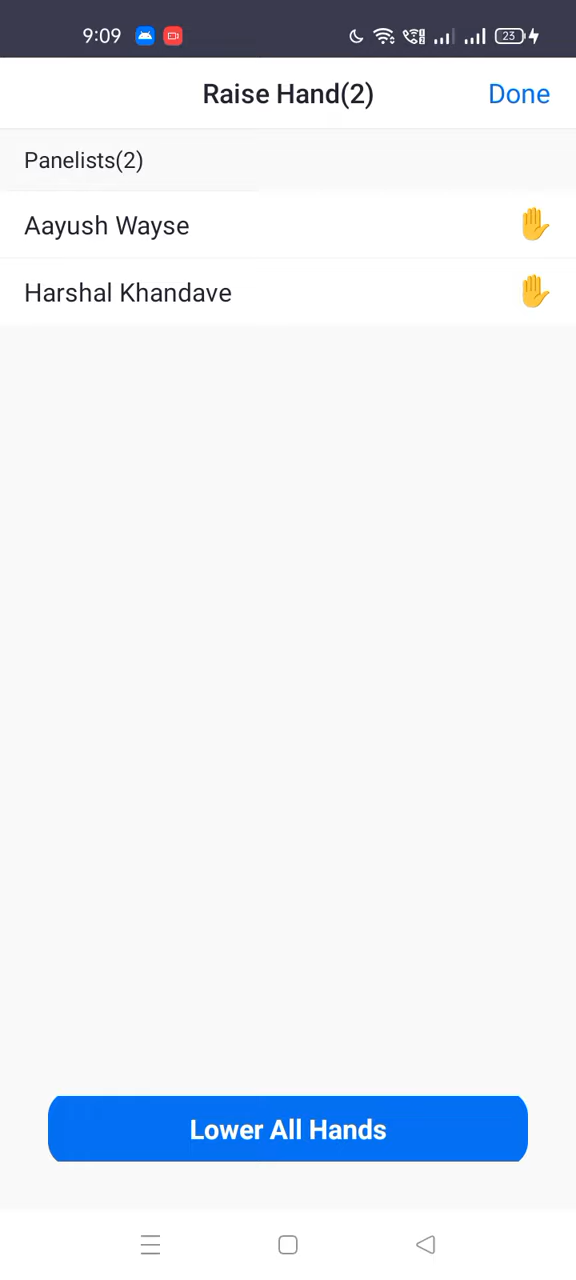 9:09
23
Raise Hand(2)
Done
Panelists(2)
Aayush Wayse
Harshal Khandave
Lower All Hands